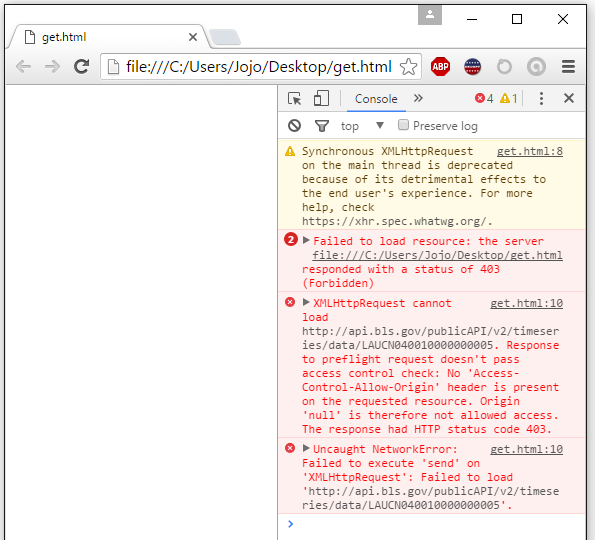 get.html
file:///C:/Users/Jojo/Desktop/get.html
ABP
Console
4
1
top
Preserve log
Synchronous XMLHttpRequest get.html:8
on the main thread is deprecated
because of its detrimental effects to
the end user's experience. For more
help, check
https://xhr.spec.whatwg.org/.
2
Failed to load resource: the server
file:///C:/Users/Jojo/Desktop/get.html
responded with a status of 403
(Forbidden)
XMLHttpRequest cannot get.html:10
load
http://api.bls.gov/publicAPI/v2/timese
ries/data/LAUCN040010000000005. Response
to preflight request doesn't pass
access control check: No 'Access-
Control-Allow-Origin' header is present
on the requested resource. Origin
'null' is therefore not allowed access.
The response had HTTP status code 403.
Uncaught NetworkError: get.html:10
Failed to execute 'send' on
'XMLHttpRequest': Failed to load
'http://api.bls.gov/publicAPI/v2/timese
ries/data/LAUCN040010000000005'.